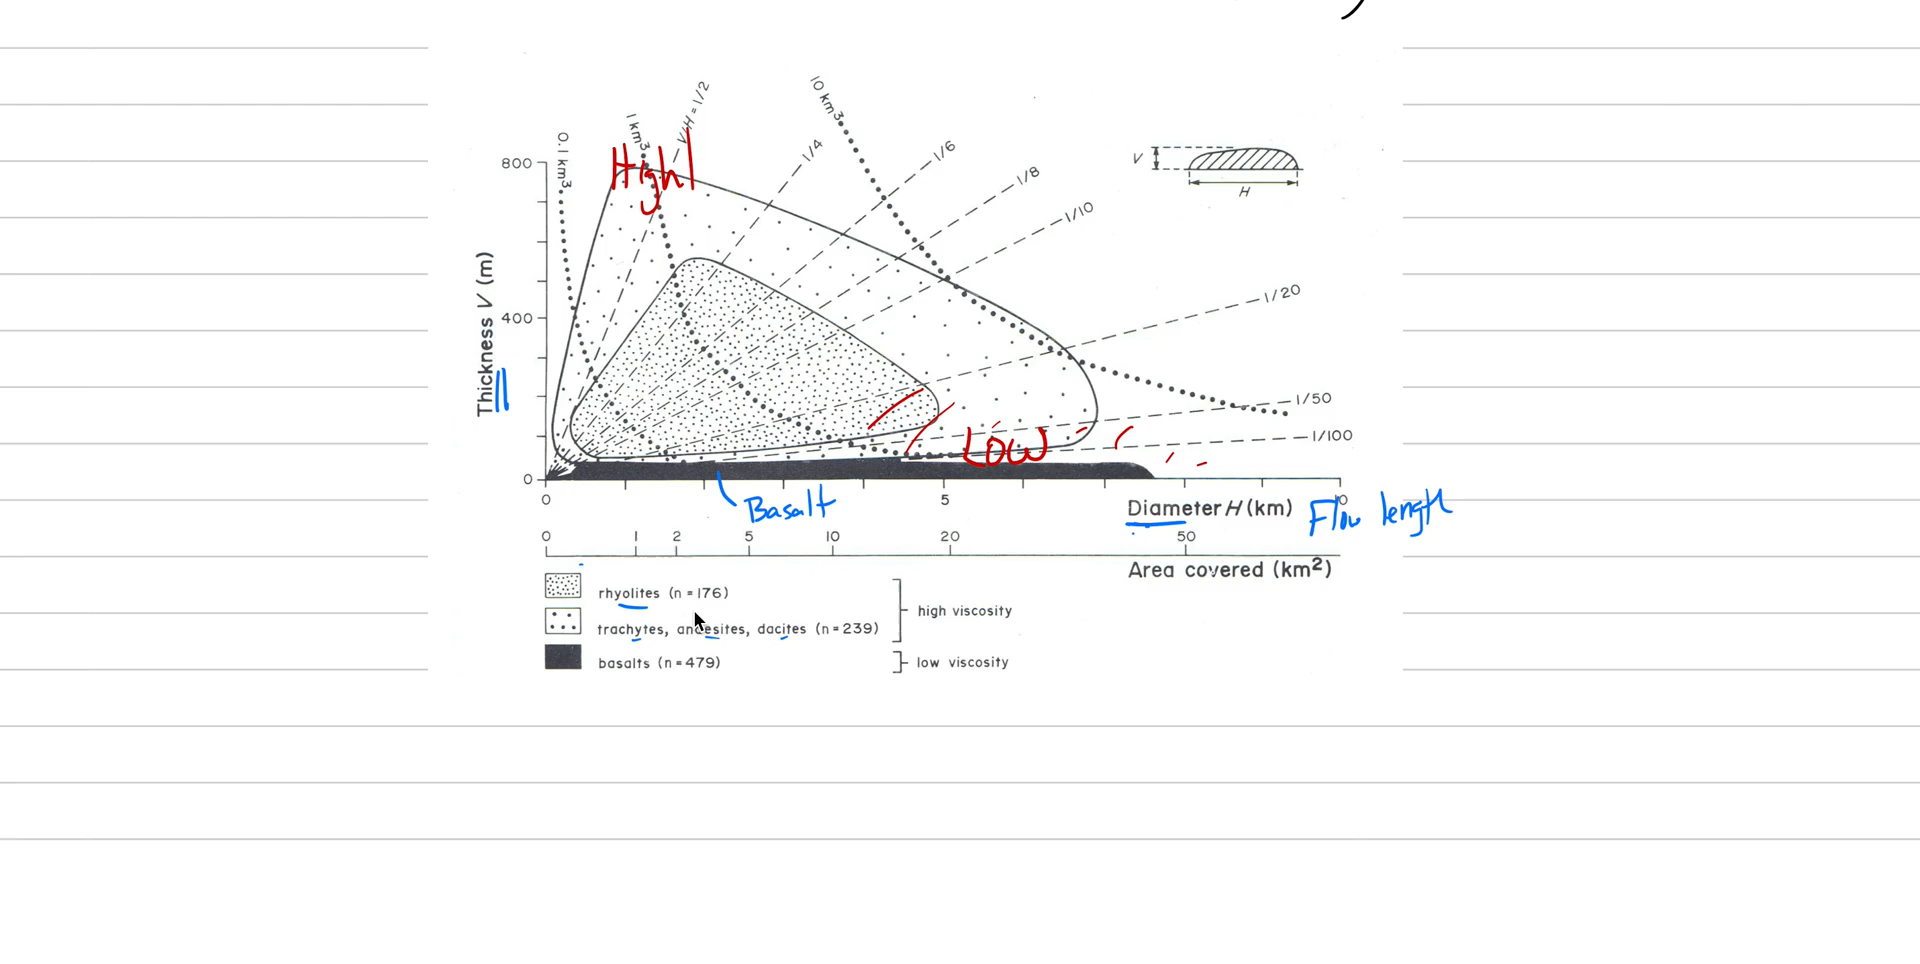 10 km3
V/H = 1/2
1 km3
0.1 km3
1/4
1/6
1/8
1/10
1/20
1/50
1/100
High
V
H
800
400
0
Thickness V (m)
Low
0
5
10
Basalt
Diameter H (km)
Flow length
0
1
2
5
10
20
50
Area covered (km2)
rhyolites (n = 176)
high viscosity
trachytes, andesites, dacites (n = 239)
basalts (n = 479)
low viscosity